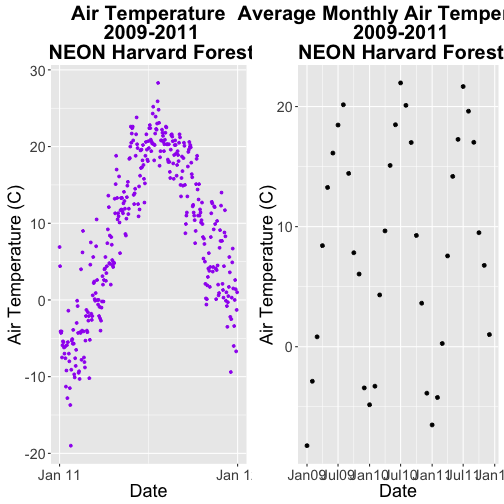 Air Temperature
2009-2011
NEON Harvard Forest
Air Temperature (C)
30
20
10
0
-10
-20
Jan 11
Jan 1
Date
Average Monthly Air Temper
2009-2011
NEON Harvard Forest
Air Temperature (C)
20
10
0
Jan09
Jul09
Jan10
Jul10
Jan11
Jul11
Jan1
Date